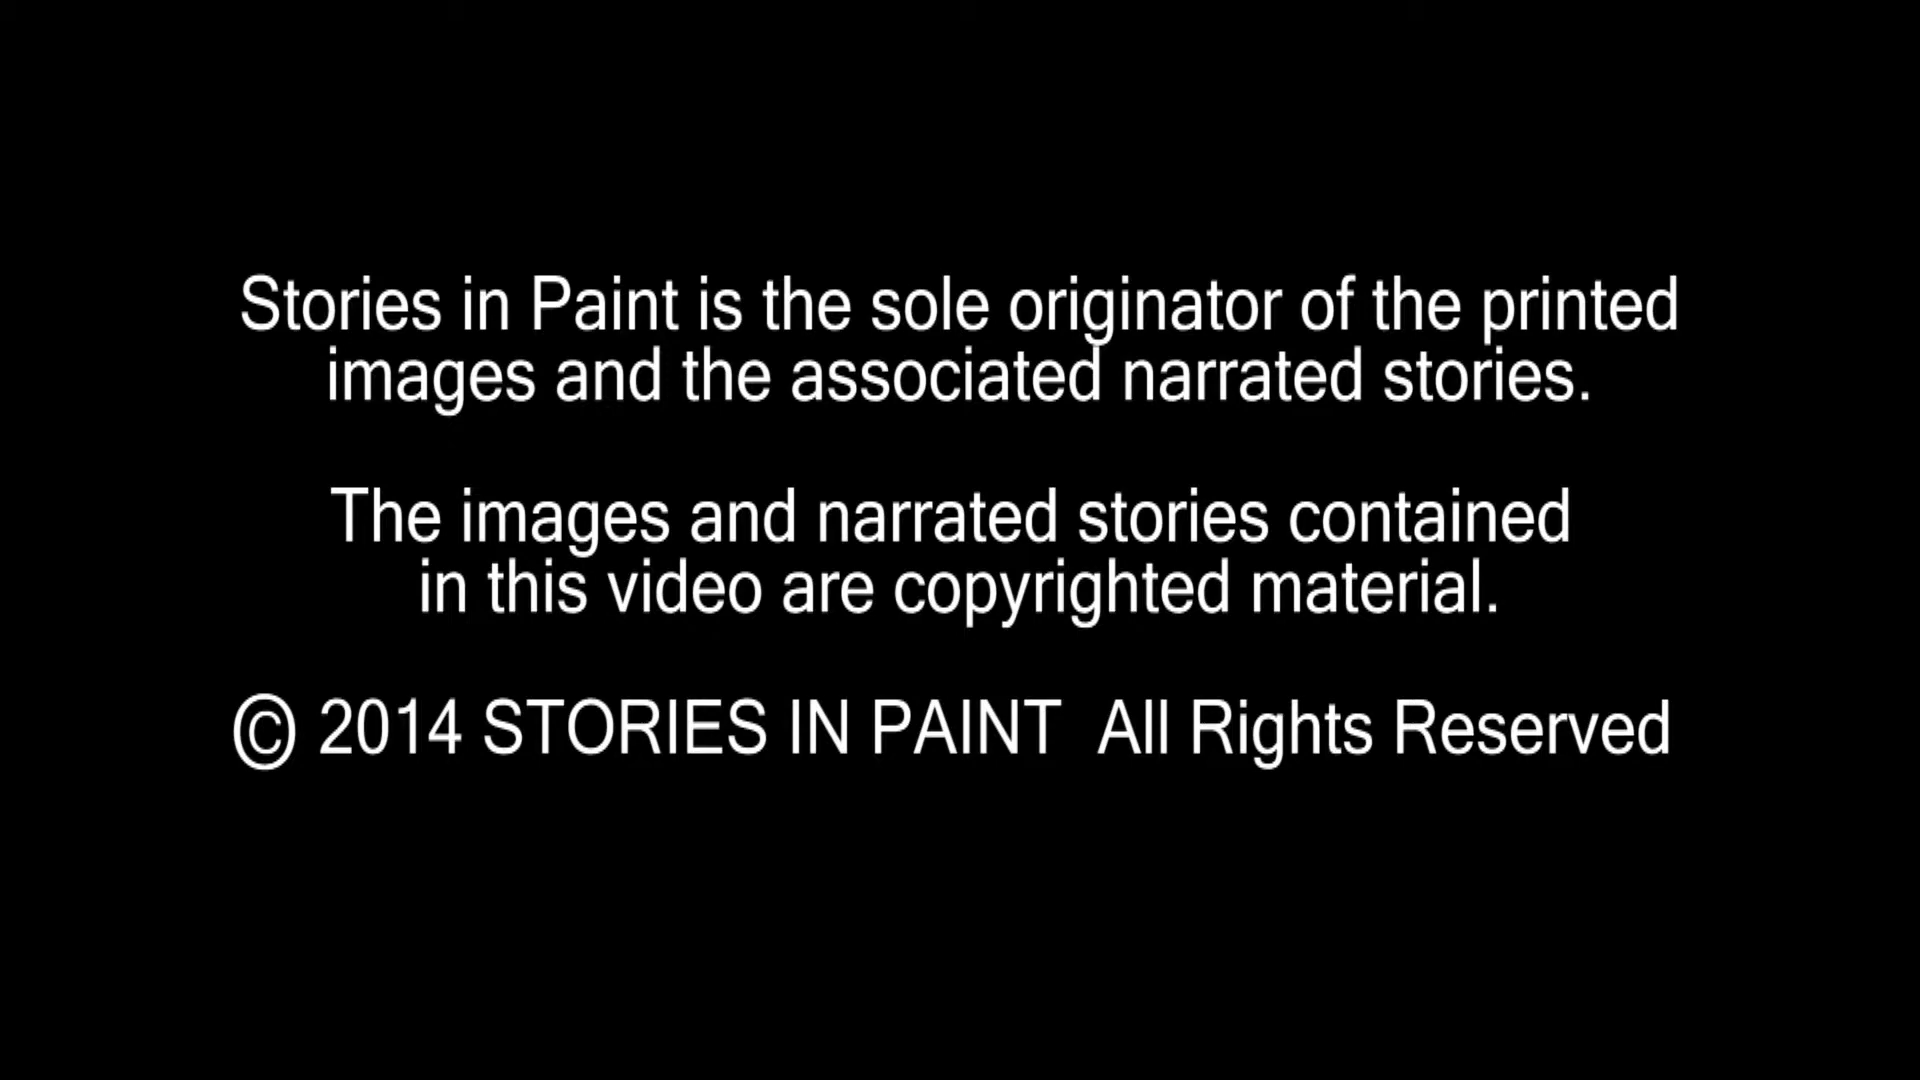 Stories in Paint is the sole originator of the printed
images and the associated narrated stories.
The images and narrated stories contained
in this video are copyrighted material.
© 2014 STORIES IN PAINT  All Rights Reserved